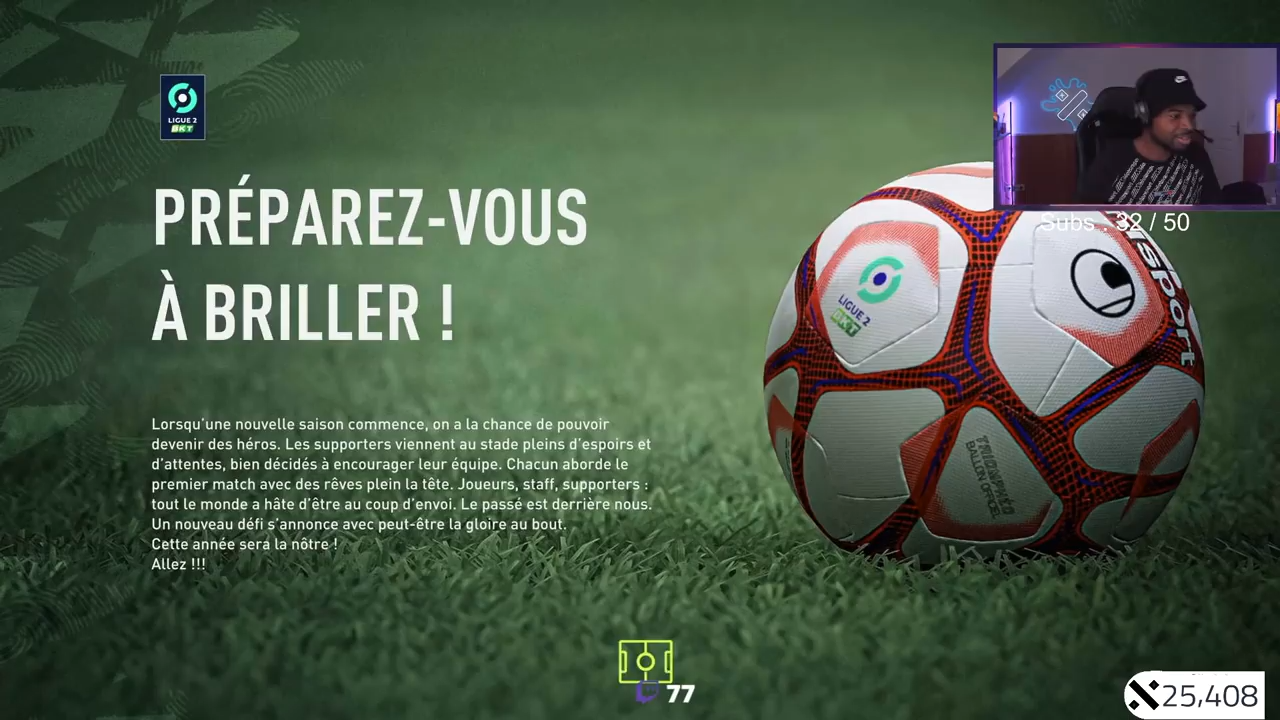 LIGUE 2
BKT
PRÉPAREZ-VOUS
À BRILLER !
Subs : 32 / 50
LIGUE 2
BKT
Lorsqu'une nouvelle saison commence, on a la chance de pouvoir
devenir des héros. Les supporters viennent au stade pleins d'espoirs et
d'attentes, bien décidés à encourager leur équipe. Chacun aborde le
premier match avec des rêves plein la tête. Joueurs, staff, supporters :
tout le monde a hâte d'être au coup d'envoi. Le passé est derrière nous.
Un nouveau défi s'annonce avec peut-être la gloire au bout.
Cette année sera la nôtre !
Allez !!!
BALLON OFFICIEL
77
25,408